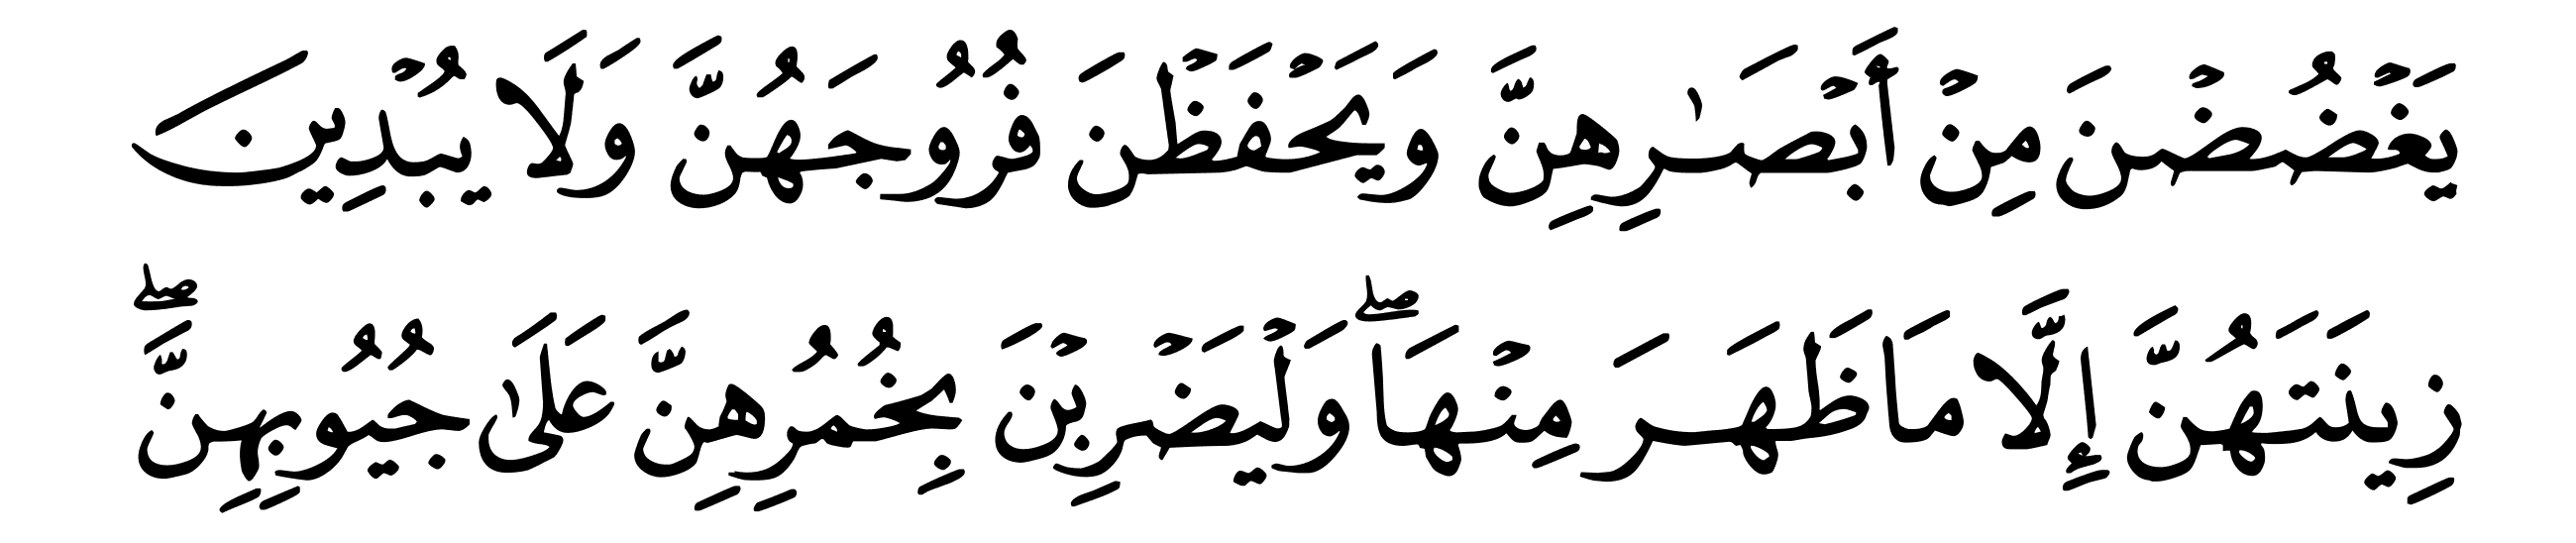 يَغۡضُضۡنَ مِنۡ أَبۡصَٰرِهِنَّ وَيَحۡفَظۡنَ فُرُوجَهُنَّ وَلَا يُبۡدِينَ
زِينَتَهُنَّ إِلَّا مَا ظَهَرَ مِنۡهَاۖ وَلۡيَضۡرِبۡنَ بِخُمُرِهِنَّ عَلَىٰ جُيُوبِهِنَّۖ